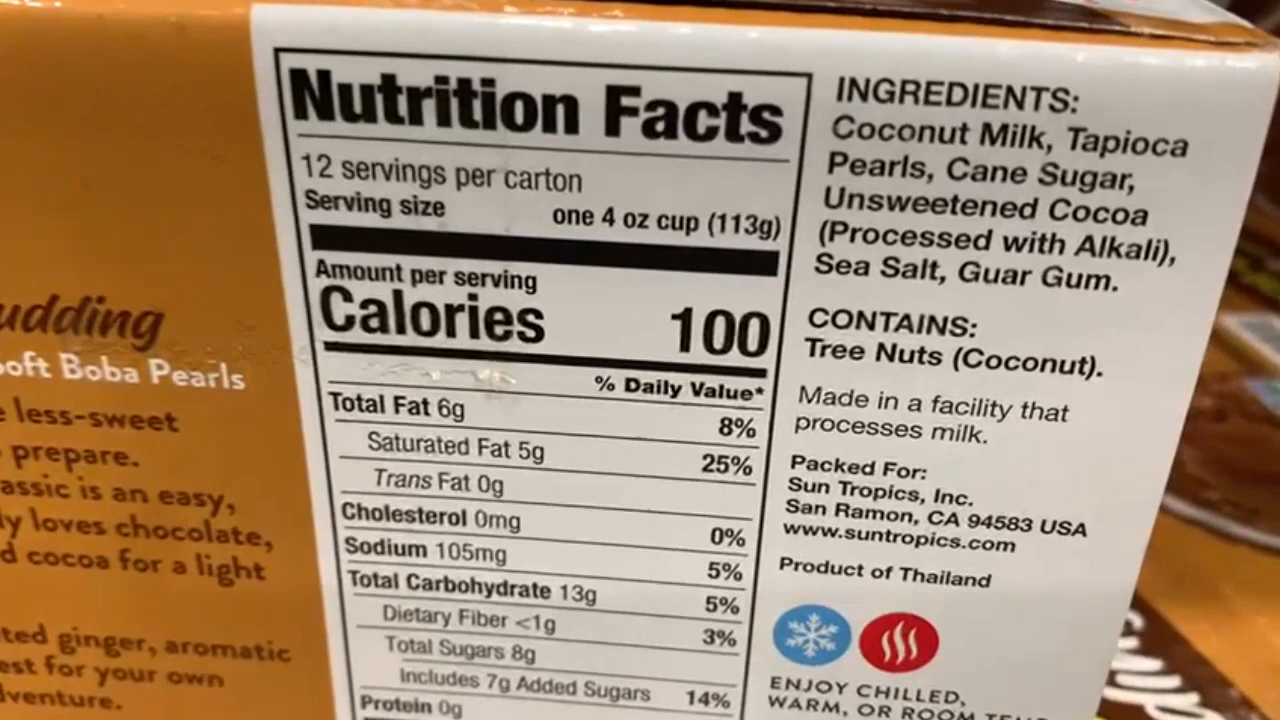 udding
oft Boba Pearls
less-sweet
prepare.
assic is an easy,
ly loves chocolate,
d cocoa for a light
ted ginger, aromatic
est for your own
dventure.
Nutrition Facts
12 servings per carton
Serving size one 4 oz cup (113g)
Amount per serving
Calories 100
% Daily Value*
Total Fat 6g 8%
Saturated Fat 5g 25%
Trans Fat 0g
Cholesterol 0mg 0%
Sodium 105mg 5%
Total Carbohydrate 13g 5%
Dietary Fiber <1g 3%
Total Sugars 8g
Includes 7g Added Sugars 14%
Protein 0g
INGREDIENTS:
Coconut Milk, Tapioca
Pearls, Cane Sugar,
Unsweetened Cocoa
(Processed with Alkali),
Sea Salt, Guar Gum.
CONTAINS:
Tree Nuts (Coconut).
Made in a facility that
processes milk.
Packed For:
Sun Tropics, Inc.
San Ramon, CA 94583 USA
www.suntropics.com
Product of Thailand
ENJOY CHILLED,
WARM, OR ROOM TEMP